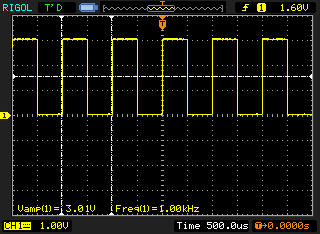 RIGOL T'D T f 1 1.60V
T
1
Vamp(1)= 3.01V Freq(1)=1.00kHz
CH1 1.00V Time 500.0us T→0.0000s